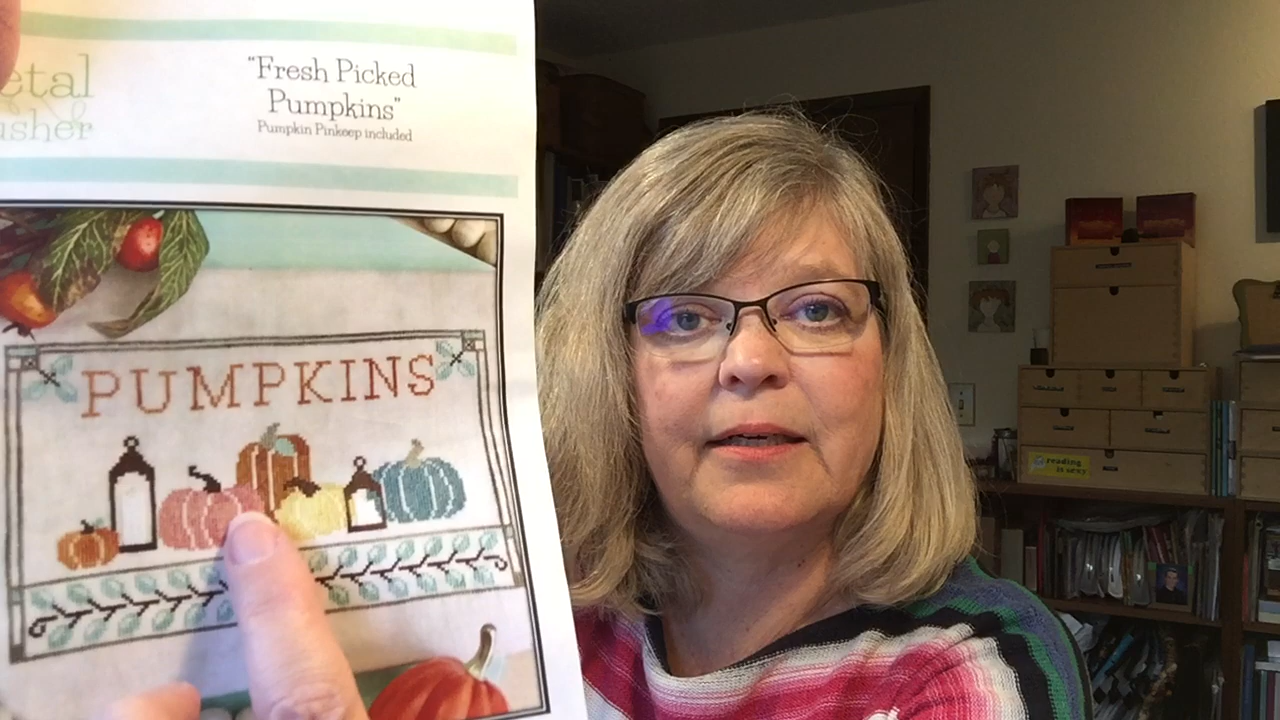 etal
usher
"Fresh Picked
Pumpkins"
Pumpkin Pinkeep included
PUMPKINS
reading
is sexy